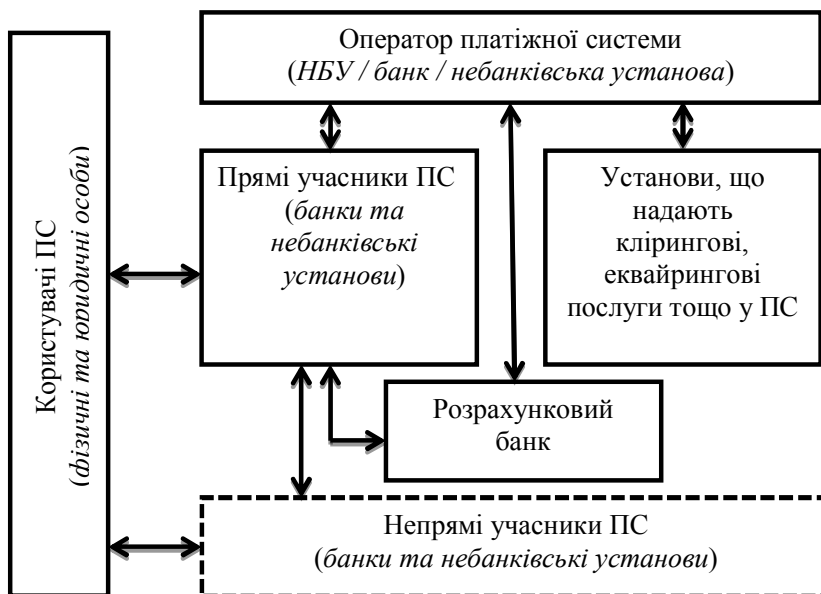 Оператор платіжної системи
(НБУ / банк / небанківська установа)
Користувачі ПС
(фізичні та юридичні особи)
Прямі учасники ПС
(банки та
небанківські
установи)
Установи, що
надають
клірингові,
еквайрингові
послуги тощо у ПС
Розрахунковий
банк
Непрямі учасники ПС
(банки та небанківські установи)